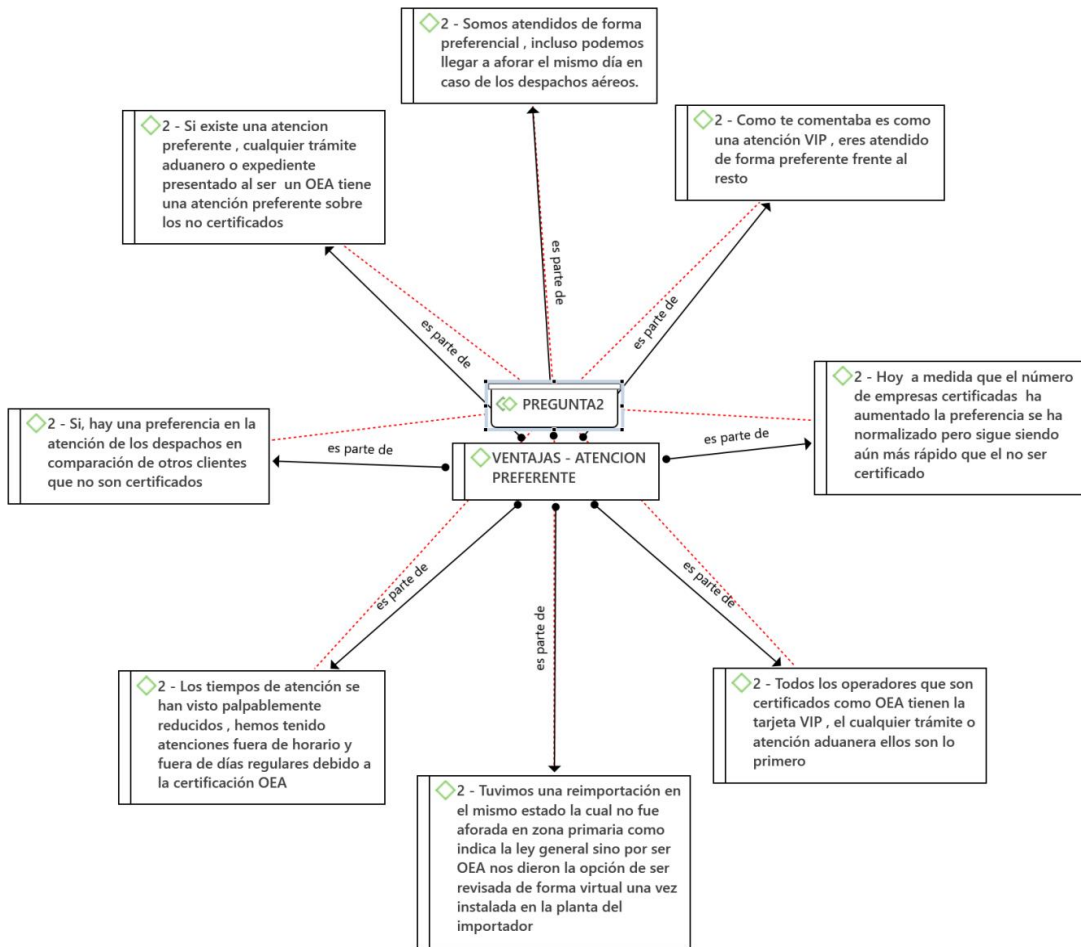 2 - Somos atendidos de forma
preferencial , incluso podemos
llegar a aforar el mismo día en
caso de los despachos aéreos.
2 - Si existe una atencion
preferente , cualquier trámite
aduanero o expediente
presentado al ser un OEA tiene
una atención preferente sobre
los no certificados
2 - Como te comentaba es como
una atención VIP , eres atendido
de forma preferente frente al
resto
es parte de
es parte de
es parte de
PREGUNTA2
2 - Hoy a medida que el número
de empresas certificadas ha
aumentado la preferencia se ha
normalizado pero sigue siendo
aún más rápido que el no ser
certificado
2 - Si, hay una preferencia en la
atención de los despachos en
comparación de otros clientes
que no son certificados
es parte de
VENTAJAS - ATENCION
PREFERENTE
es parte de
es parte de
es parte de
es parte de
2 - Los tiempos de atención se
han visto palpablemente
reducidos , hemos tenido
atenciones fuera de horario y
fuera de días regulares debido a
la certificación OEA
2 - Todos los operadores que son
certificados como OEA tienen la
tarjeta VIP , el cualquier trámite o
atención aduanera ellos son lo
primero
2 - Tuvimos una reimportación en
el mismo estado la cual no fue
aforada en zona primaria como
indica la ley general sino por ser
OEA nos dieron la opción de ser
revisada de forma virtual una vez
instalada en la planta del
importador